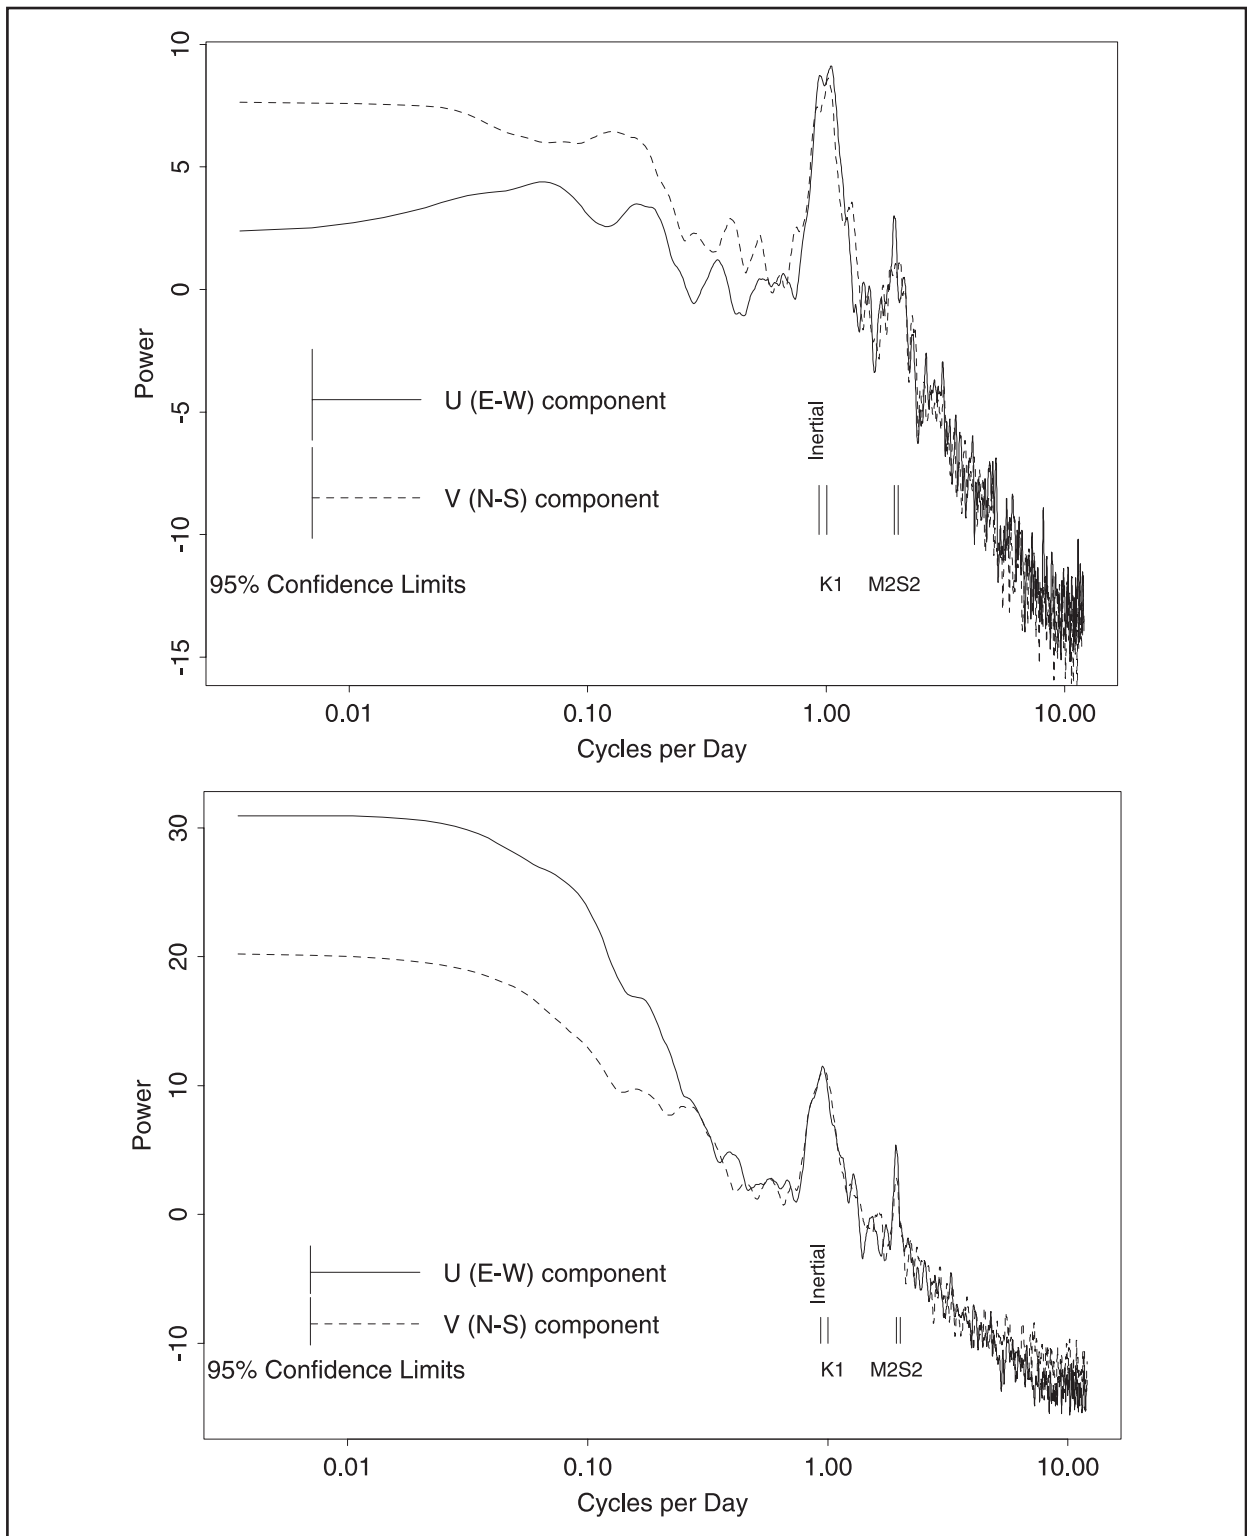 10
5
0
-5
-10
-15
Power
U (E-W) component
V (N-S) component
95% Confidence Limits
Inertial
K1
M2S2
0.01
0.10
1.00
10.00
Cycles per Day
30
20
10
0
-10
Power
U (E-W) component
V (N-S) component
95% Confidence Limits
Inertial
K1
M2S2
0.01
0.10
1.00
10.00
Cycles per Day